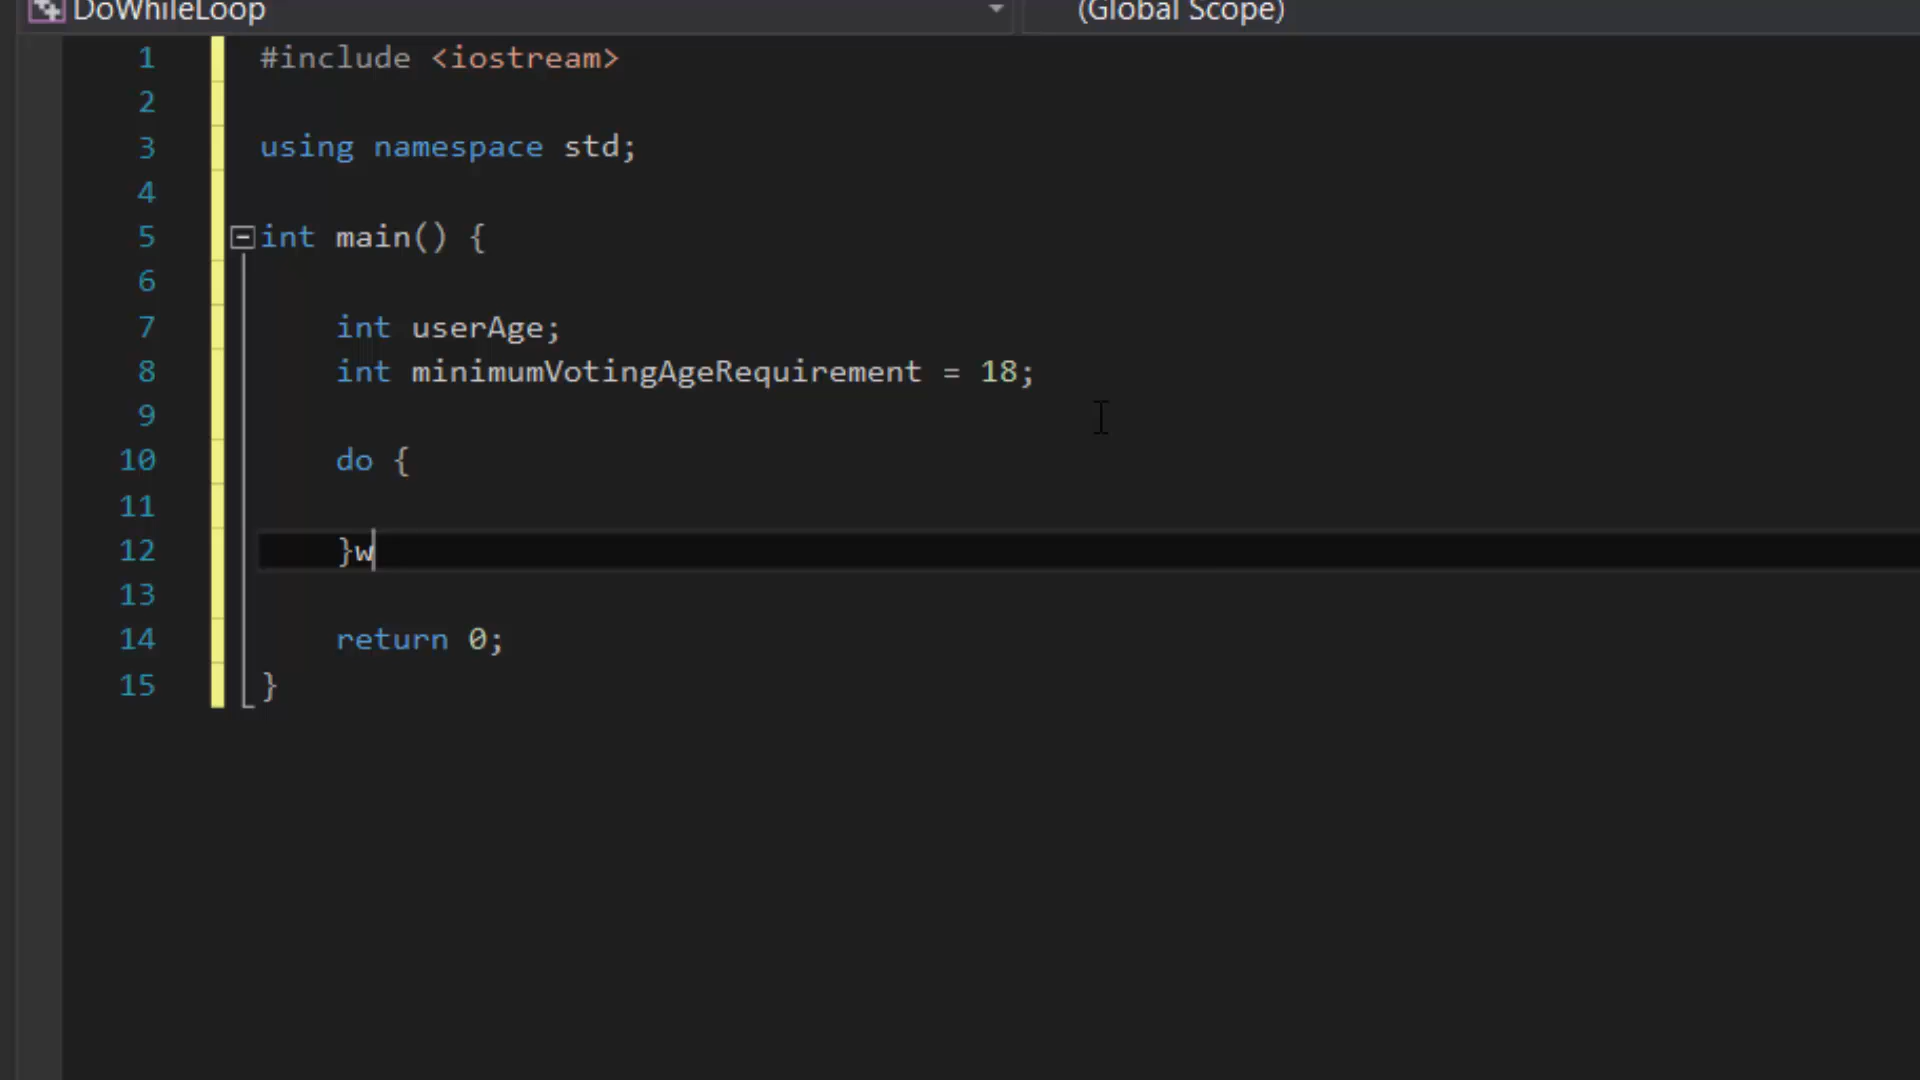 DoWhileLoop (Global Scope)
1 #include <iostream>
2
3 using namespace std;
4
5 int main() {
6
7 int userAge;
8 int minimumVotingAgeRequirement = 18;
9
10 do {
11
12 }w
13
14 return 0;
15 }